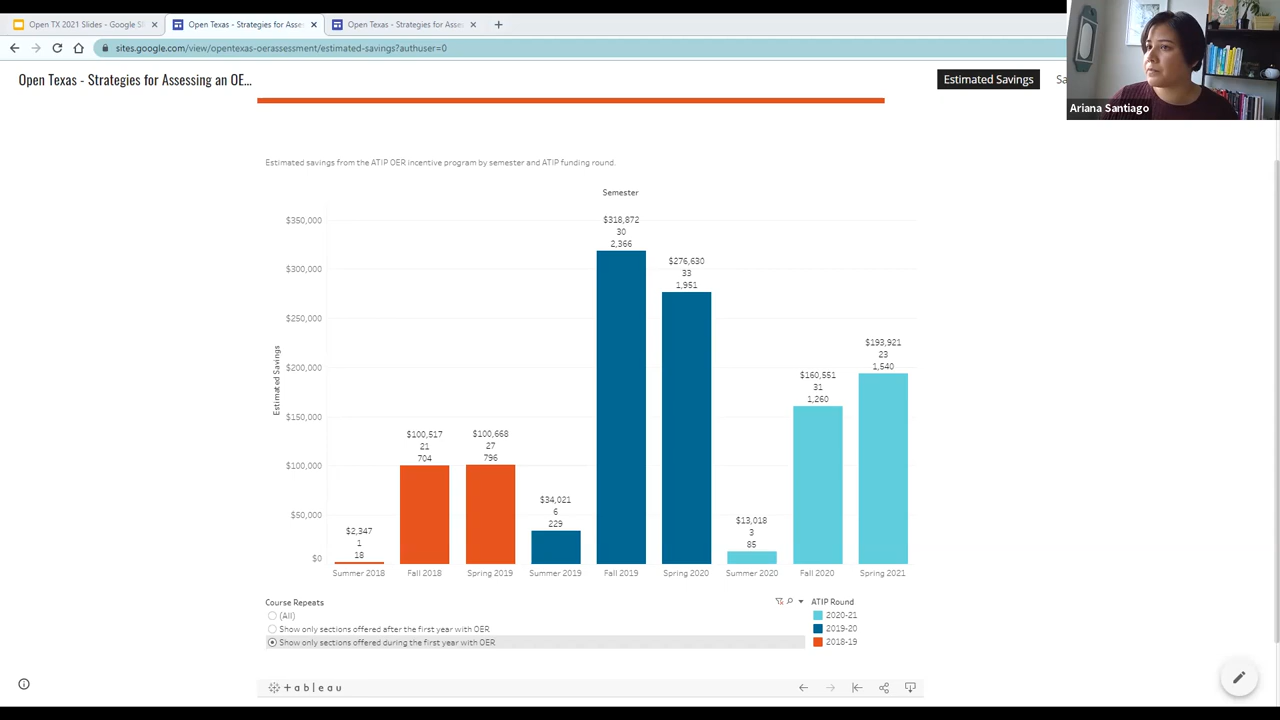 Open TX 2021 Slides - Google Sl
Open Texas - Strategies for Asse
Open Texas - Strategies for Asse
sites.google.com/view/opentexas-oerassessment/estimated-savings?authuser=0
Open Texas - Strategies for Assessing an OE...
Estimated Savings
Sa
Ariana Santiago
Estimated savings from the ATIP OER incentive program by semester and ATIP funding round.
Semester
Estimated Savings
$350,000
$300,000
$250,000
$200,000
$150,000
$100,000
$50,000
$0
$2,347
1
18
$100,517
21
704
$100,668
27
796
$34,021
6
229
$318,872
30
2,366
$276,630
33
1,951
$13,018
3
85
$160,551
31
1,260
$193,921
23
1,540
Summer 2018
Fall 2018
Spring 2019
Summer 2019
Fall 2019
Spring 2020
Summer 2020
Fall 2020
Spring 2021
Course Repeats
(All)
Show only sections offered after the first year with OER
Show only sections offered during the first year with OER
ATIP Round
2020-21
2019-20
2018-19
+ableau